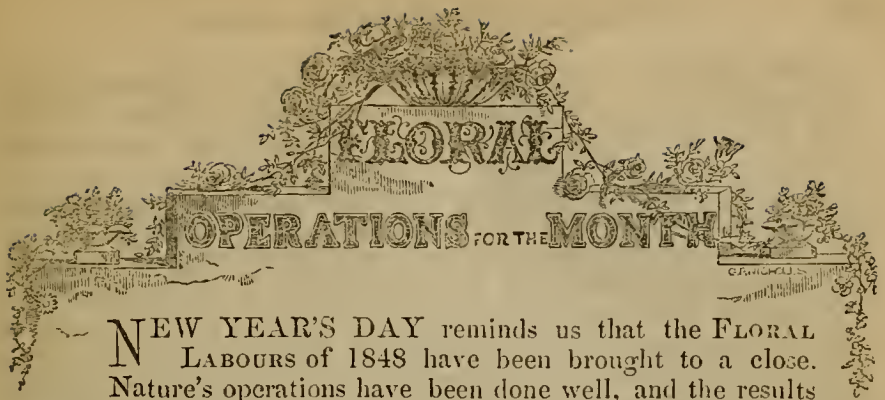 FLORAL
OPERATIONS FOR THE MONTH
G.P.NICHOLLS
NEW YEAR'S DAY reminds us that the FLORAL
LABOURS of 1848 have been brought to a close.
Nature's operations have been done well, and the results